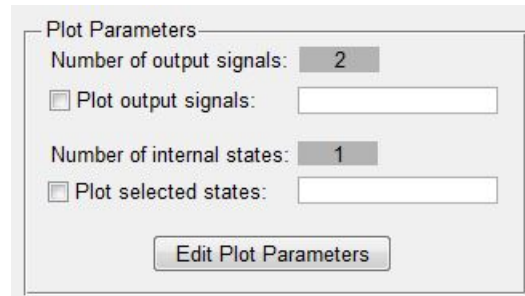 Plot Parameters
Number of output signals: 2
Plot output signals:
Number of internal states: 1
Plot selected states:
Edit Plot Parameters